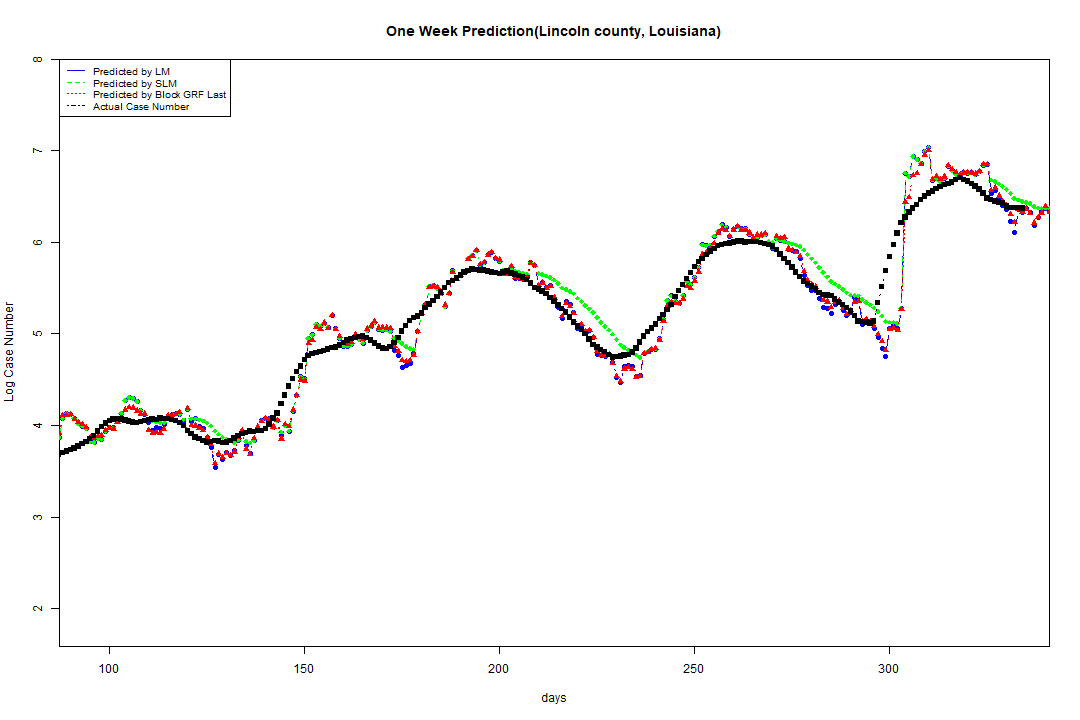 One Week Prediction(Lincoln county, Louisiana)
Predicted by LM
Predicted by SLM
Predicted by Block GRF Last
Actual Case Number
8
7
6
5
4
3
2
Log Case Number
100 150 200 250 300
days